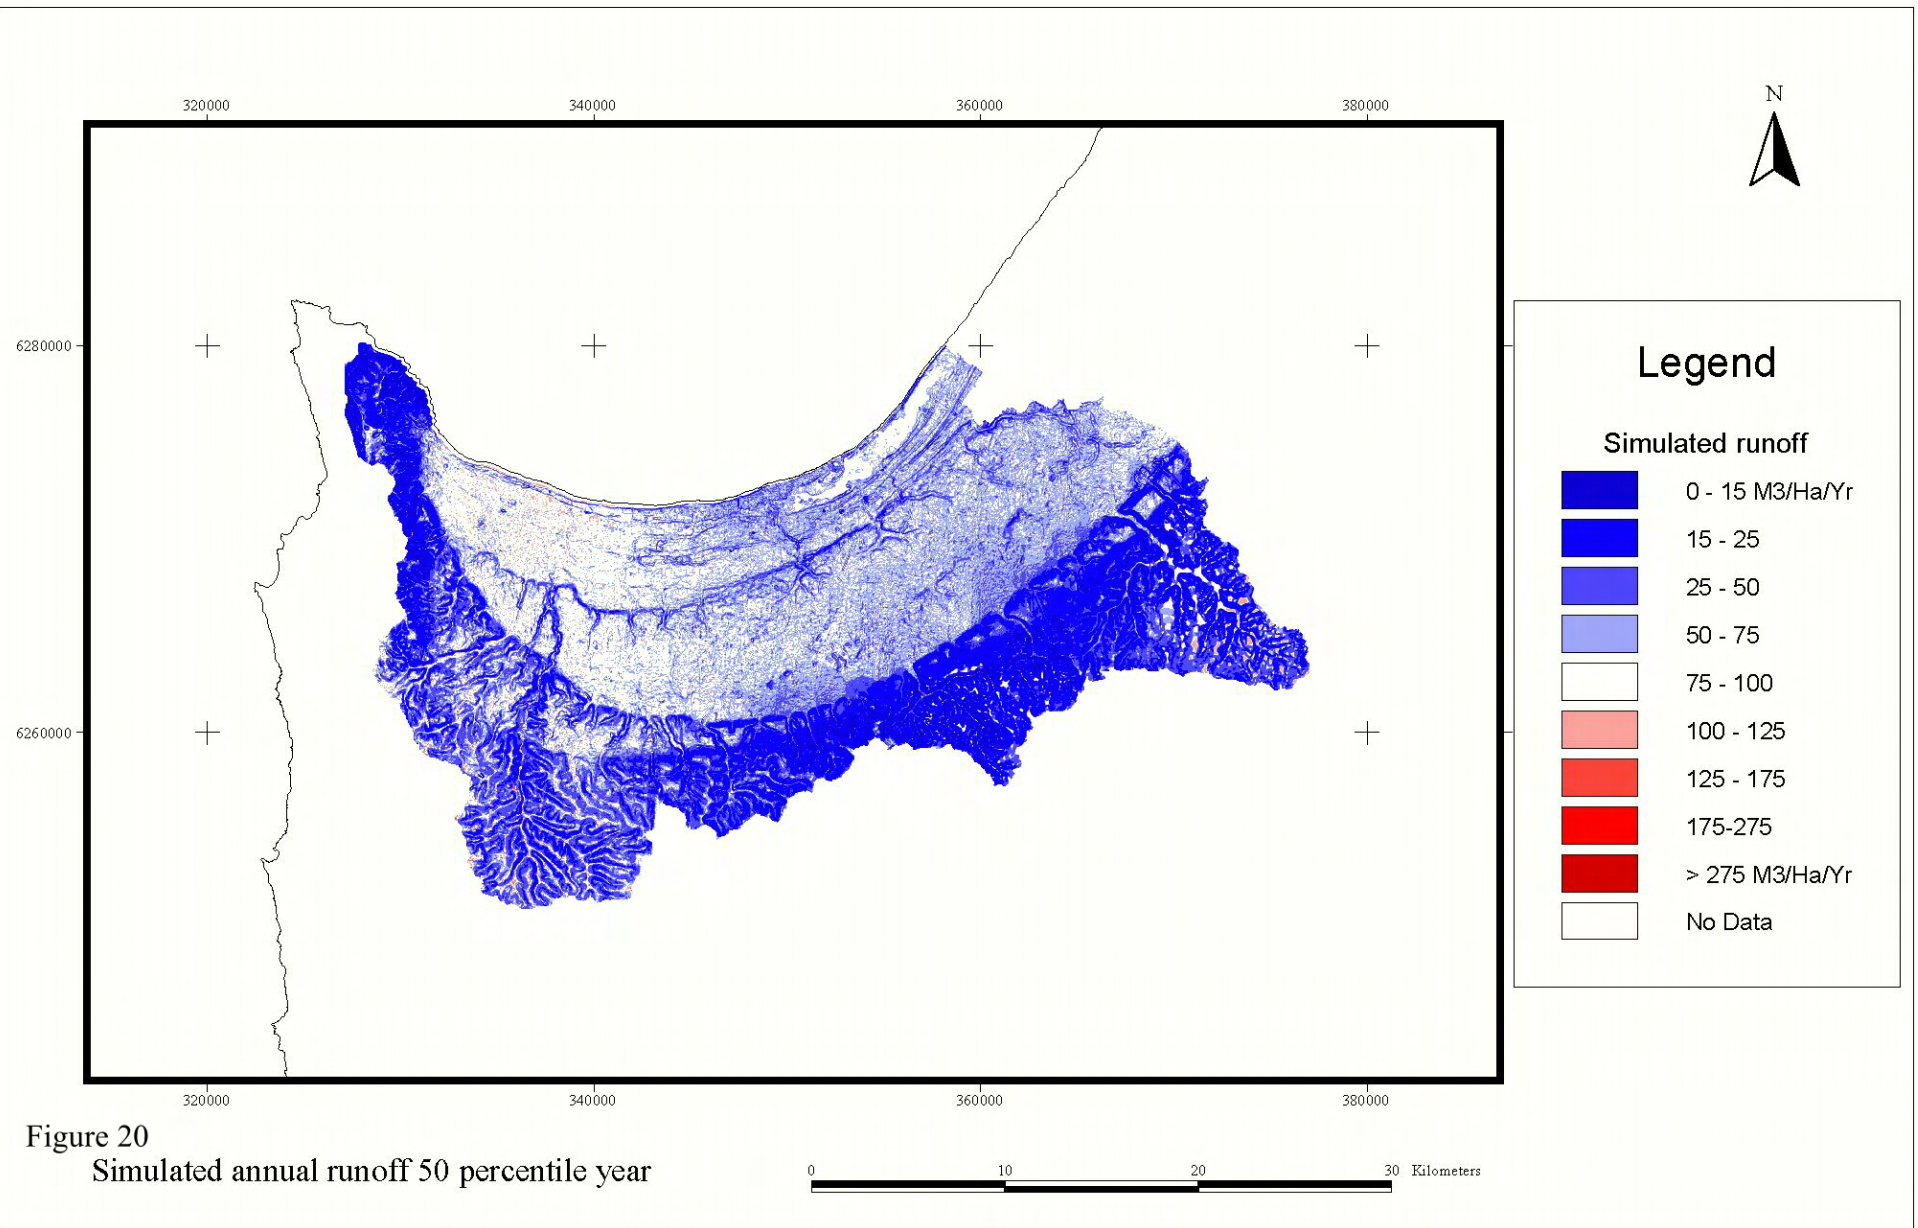 320000 340000 360000 380000
N
6280000
6260000
Legend
Simulated runoff
0 - 15 M3/Ha/Yr
15 - 25
25 - 50
50 - 75
75 - 100
100 - 125
125 - 175
175-275
> 275 M3/Ha/Yr
No Data
320000 340000 360000 380000
Figure 20
Simulated annual runoff 50 percentile year
0 10 20 30 Kilometers